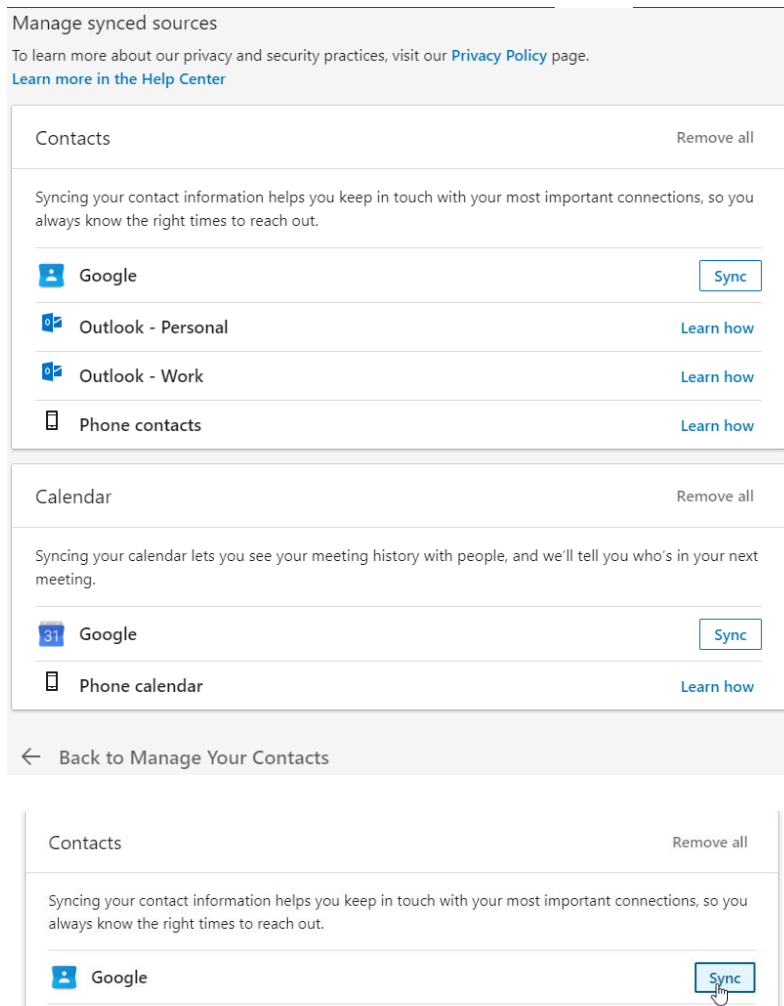 Manage synced sources
To learn more about our privacy and security practices, visit our Privacy Policy page.
Learn more in the Help Center
Contacts Remove all
Syncing your contact information helps you keep in touch with your most important connections, so you
always know the right times to reach out.
Google Sync
Outlook - Personal Learn how
Outlook - Work Learn how
Phone contacts Learn how
Calendar Remove all
Syncing your calendar lets you see your meeting history with people, and we'll tell you who's in your next
meeting.
31 Google Sync
Phone calendar Learn how
Back to Manage Your Contacts
Contacts Remove all
Syncing your contact information helps you keep in touch with your most important connections, so you
always know the right times to reach out.
Google Sync